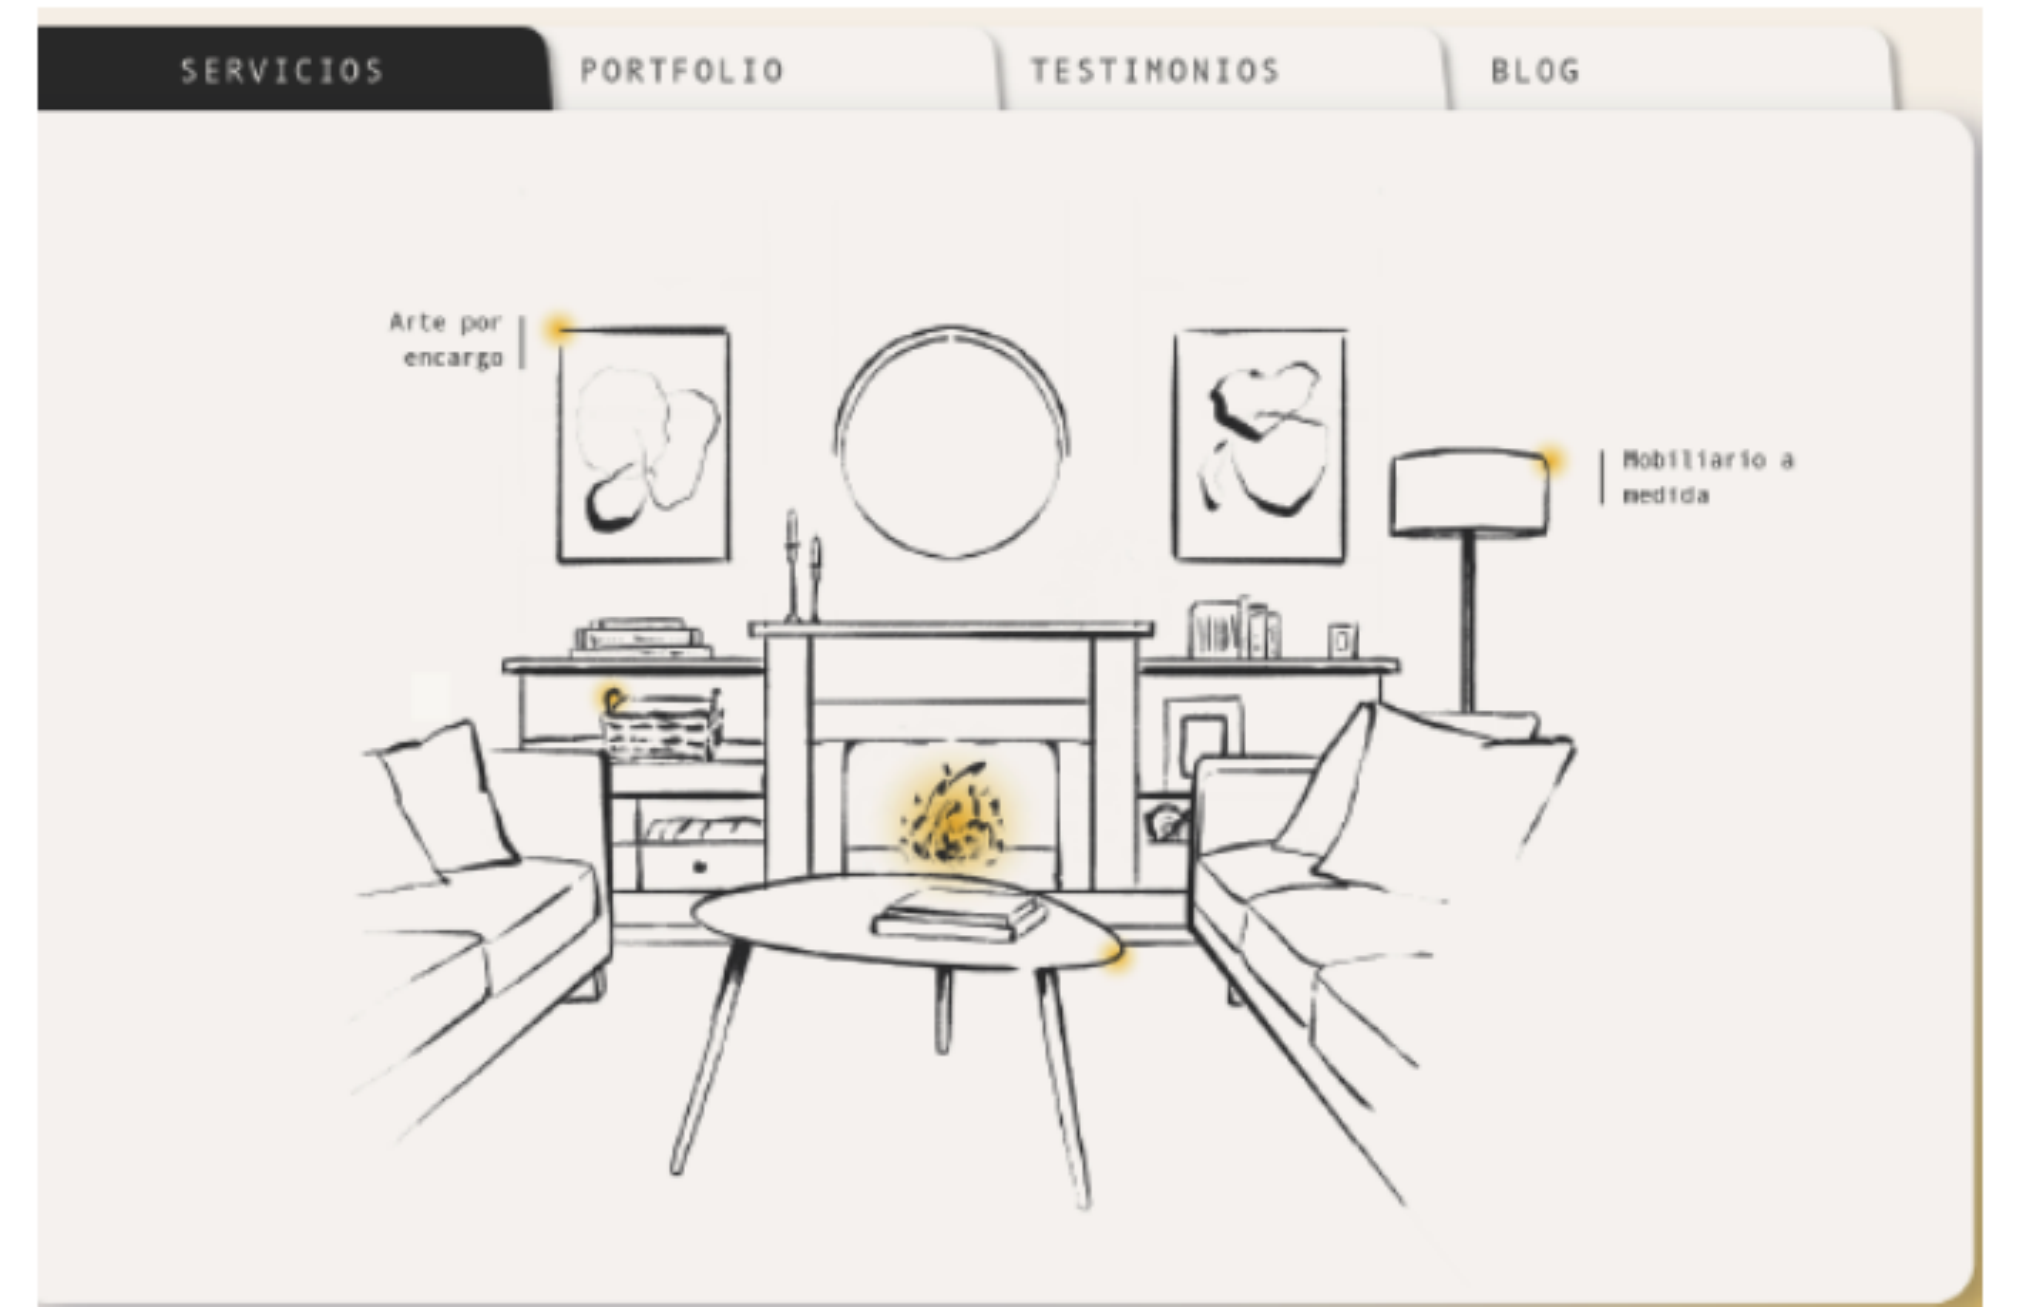 SERVICIOS PORTFOLIO TESTIMONIOS BLOG
Arte por
encargo
Mobiliario a
medida